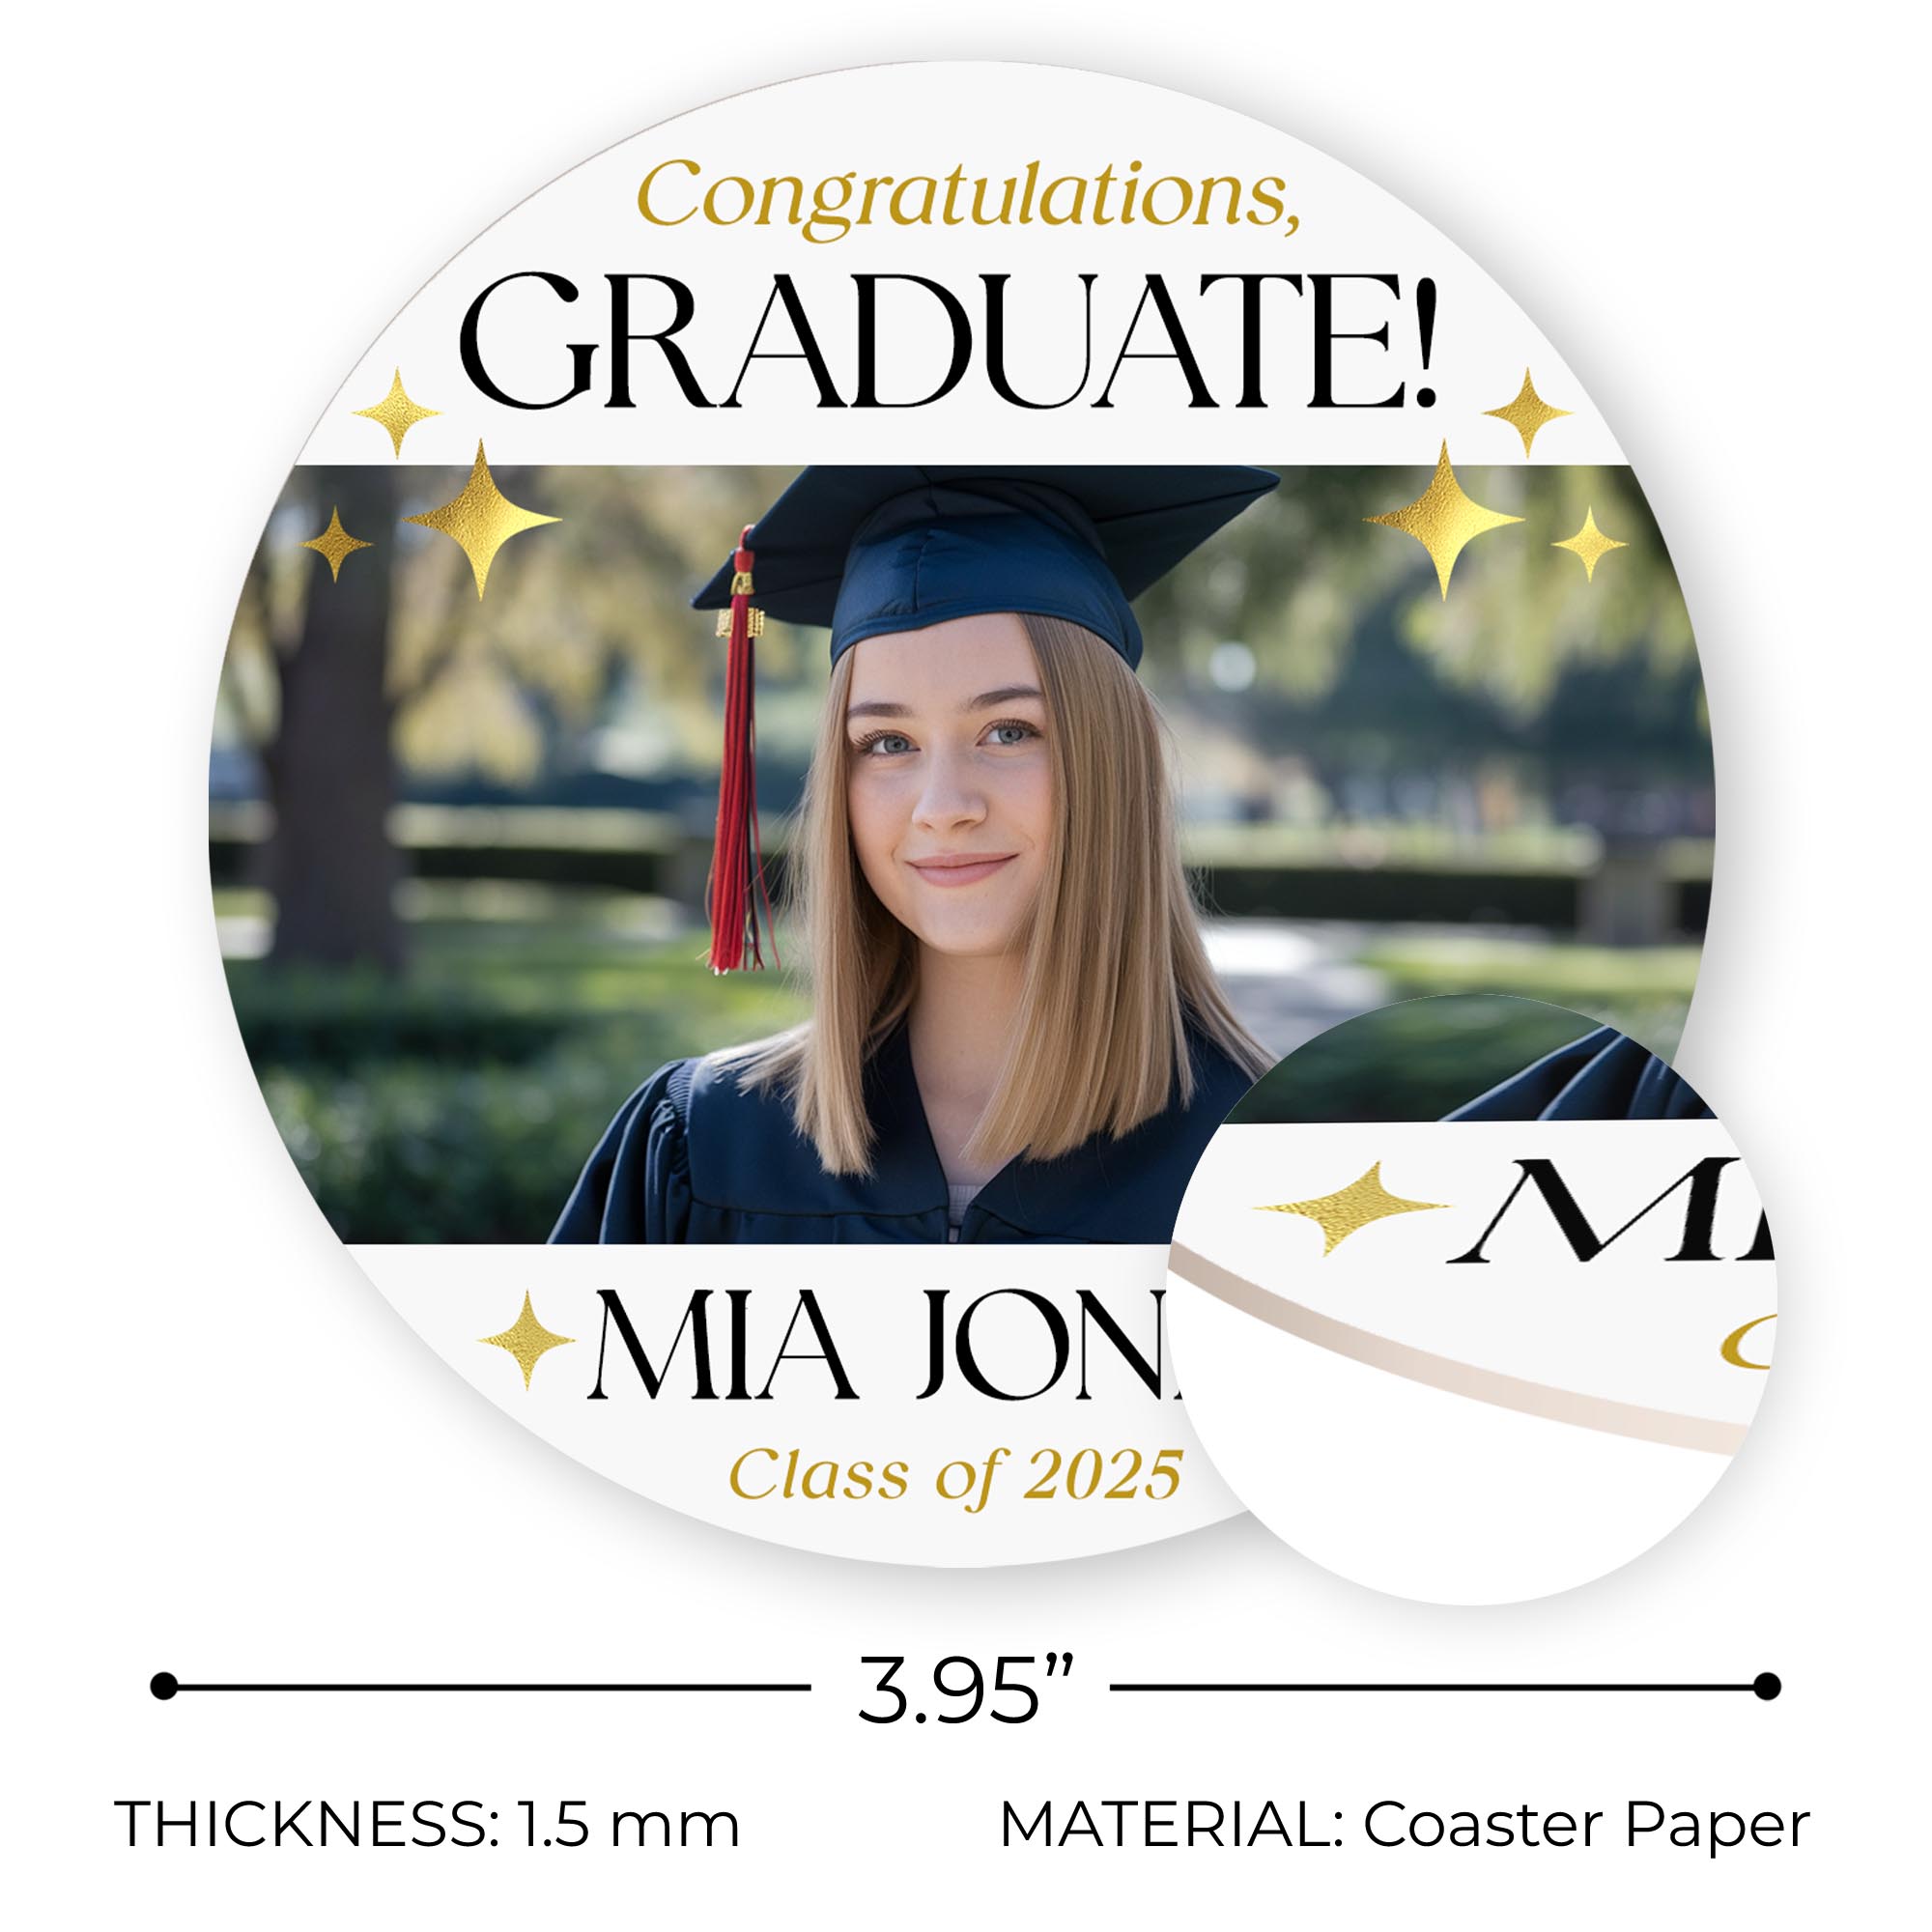 Congratulations,
GRADUATE!
MIA JON
Class of 2025
3.95”
THICKNESS: 1.5 mm
MATERIAL: Coaster Paper